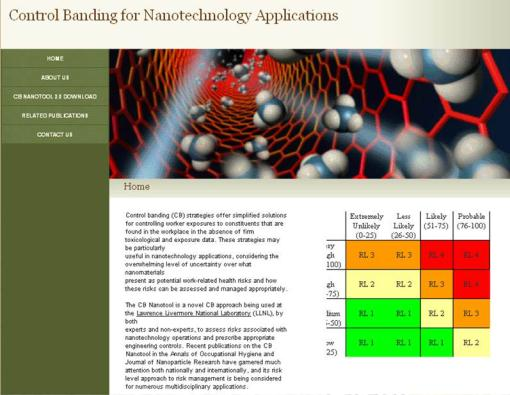 Control Banding for Nanotechnology Applications
HOME
ABOUT US
CB NANOTOOL 2.0 DOWNLOAD
RELATED PUBLICATIONS
CONTACT US
Home
Control banding (CB) strategies offer simplified solutions
for controlling worker exposures to constituents that are
found in the workplace in the absence of firm
toxicological and exposure data. These strategies may
be particularly
useful in nanotechnology applications, considering the
overwhelming level of uncertainty over what
nanomaterials
present as potential work-related health risks and how
these risks can be assessed and managed appropriately.
The CB Nanotool is a novel CB approach being used at
the Lawrence Livermore National Laboratory (LLNL), by
both
experts and non-experts, to assess risks associated with
nanotechnology operations and prescribe appropriate
engineering controls. Recent publications on the CB
Nanotool in the Annals of Occupational Hygiene and
Journal of Nanoparticle Research have garnered much
attention both nationally and internationally, and its risk
level approach to risk management is being considered
for numerous multidisciplinary applications.
Extremely Less Likely Probable
Unlikely Likely (51-75) (76-100)
(0-25) (26-50)
ery
gh RL 3 RL 3 RL 4 RL 4
-100)
gh RL 2 RL 2 RL 3 RL 4
-75)
lium RL 1 RL 1 RL 2 RL 3
-50)
ow RL 1 RL 1 RL 1 RL 2
25)